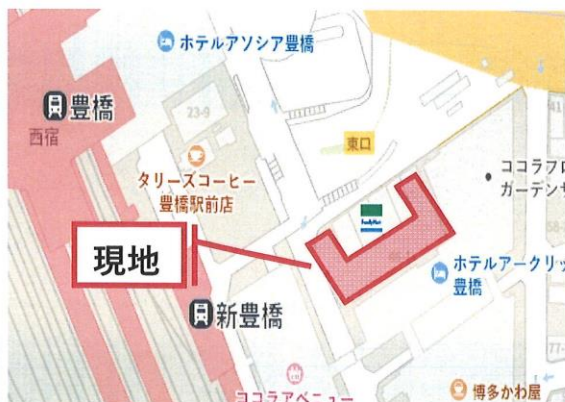 ホテルアソシア豊橋
豊橋
西宿
23-9
東口
タリーズコーヒー
豊橋駅前店
ココラフロ
ガーデンサ
現地
FamilyMart
ホテルアークリッ
豊橋
新豊橋
ココラアベニュー
博多かわ屋